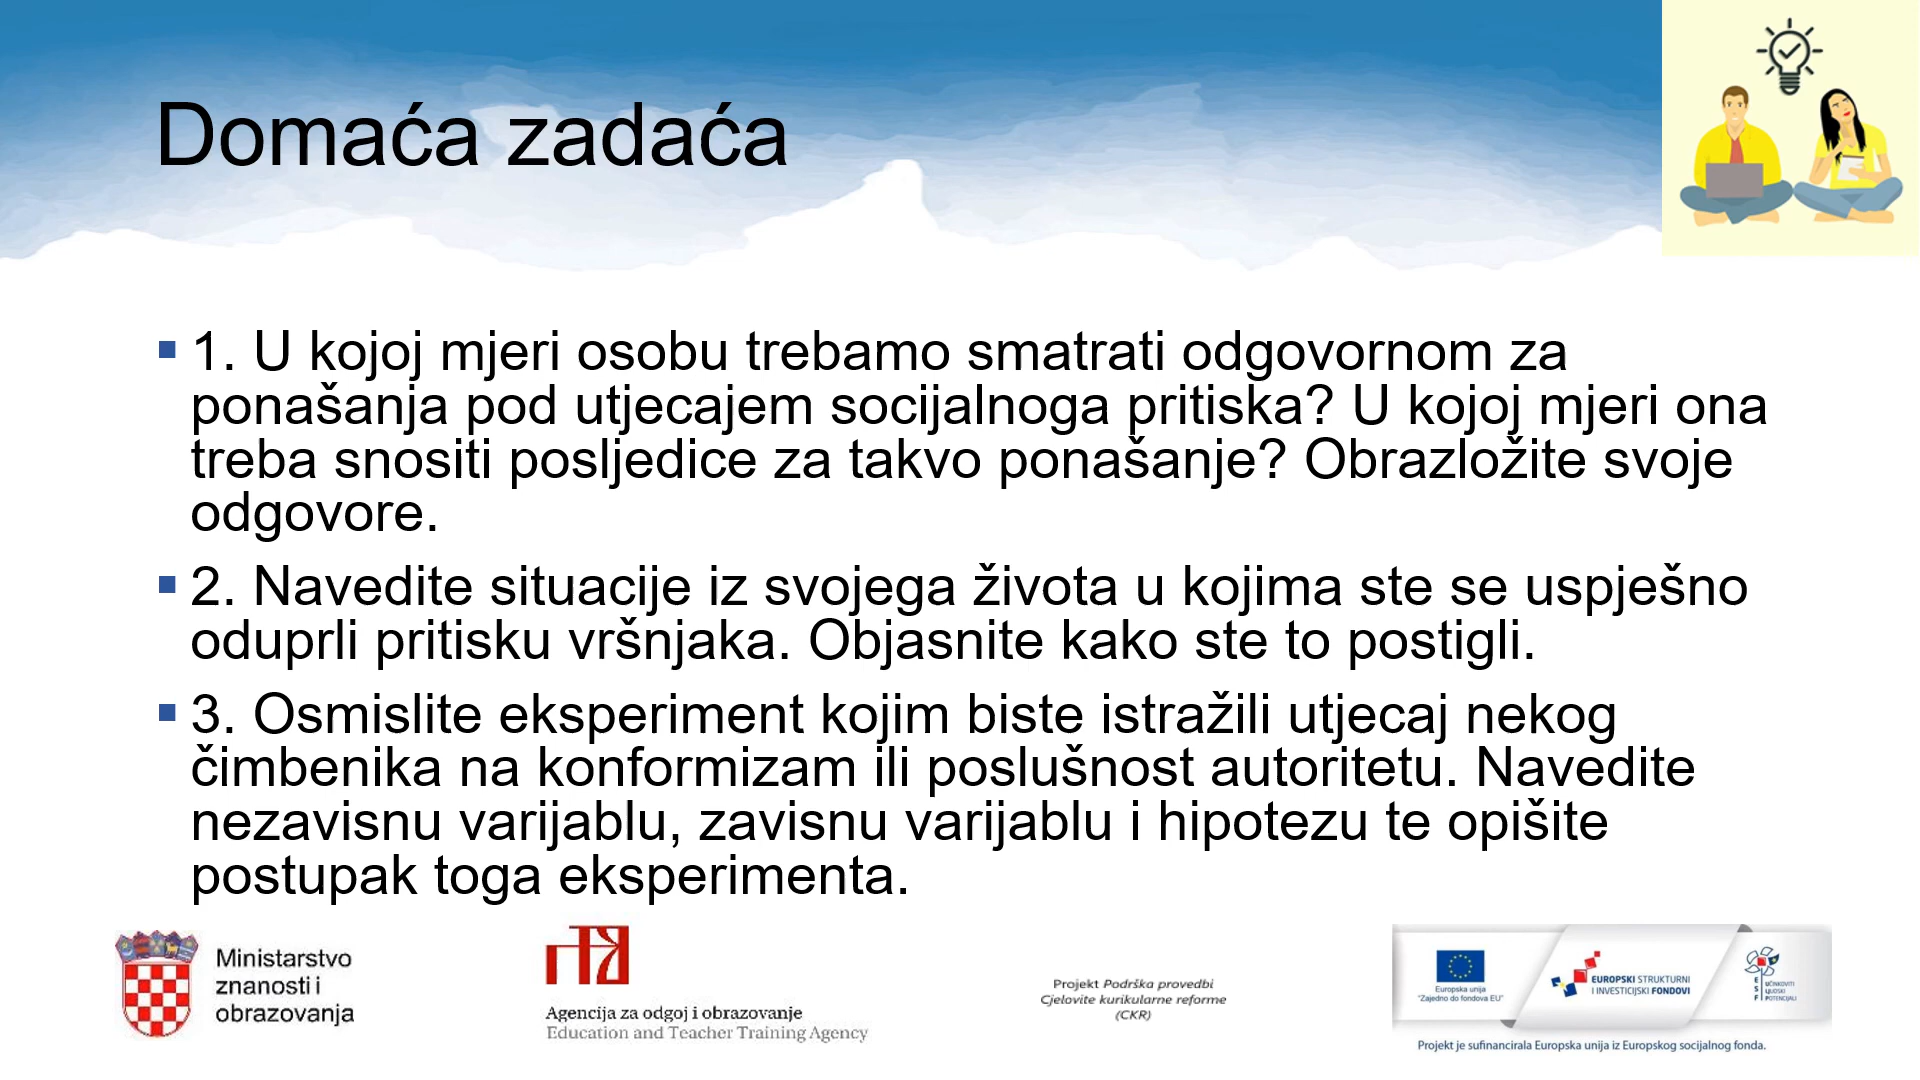 Domaća zadaća
1. U kojoj mjeri osobu trebamo smatrati odgovornom za
ponašanja pod utjecajem socijalnoga pritiska? U kojoj mjeri ona
treba snositi posljedice za takvo ponašanje? Obrazložite svoje
odgovore.
2. Navedite situacije iz svojega života u kojima ste se uspješno
oduprli pritisku vršnjaka. Objasnite kako ste to postigli.
3. Osmislite eksperiment kojim biste istražili utjecaj nekog
čimbenika na konformizam ili poslušnost autoritetu. Navedite
nezavisnu varijablu, zavisnu varijablu i hipotezu te opišite
postupak toga eksperimenta.
Ministarstvo
znanosti i
obrazovanja
Agencija za odgoj i obrazovanje
Education and Teacher Training Agency
Projekt Podrška provedbi
Cjelovite kurikularne reforme
(CKR)
Europska unija
"Zajedno do fondova EU"
EUROPSKI STRUKTURNI
I INVESTICIJSKI FONDOVI
ESF
UČINKOVITI
LJUDSKI
POTENCIJALI
Projekt je sufinancirala Europska unija iz Europskog socijalnog fonda.